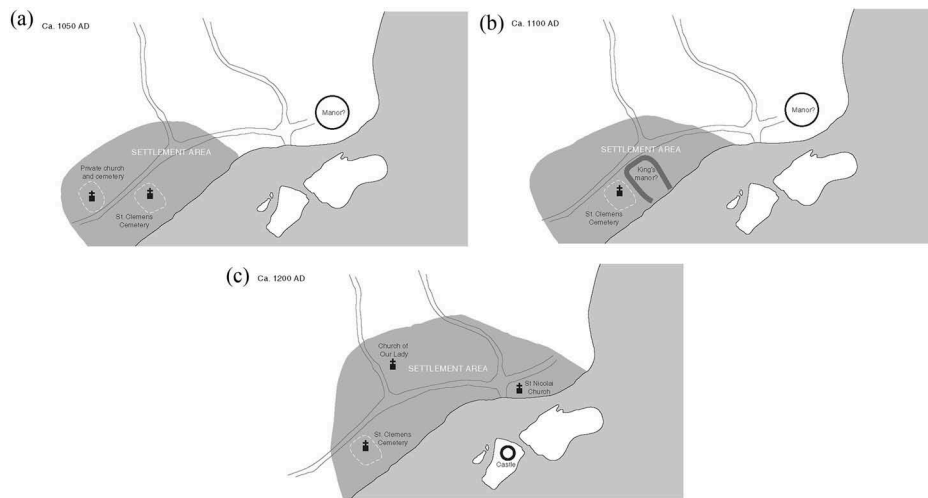 (a)
Ca. 1050 AD
Manor?
SETTLEMENT AREA
Private church
and cemetery
St. Clemens
Cemetery
(b)
Ca. 1100 AD
Manor?
SETTLEMENT AREA
King's
manor?
St. Clemens
Cemetery
(c)
Ca. 1200 AD
Church of
Our Lady
SETTLEMENT AREA
St Nicolai
Church
St. Clemens
Cemetery
Castle